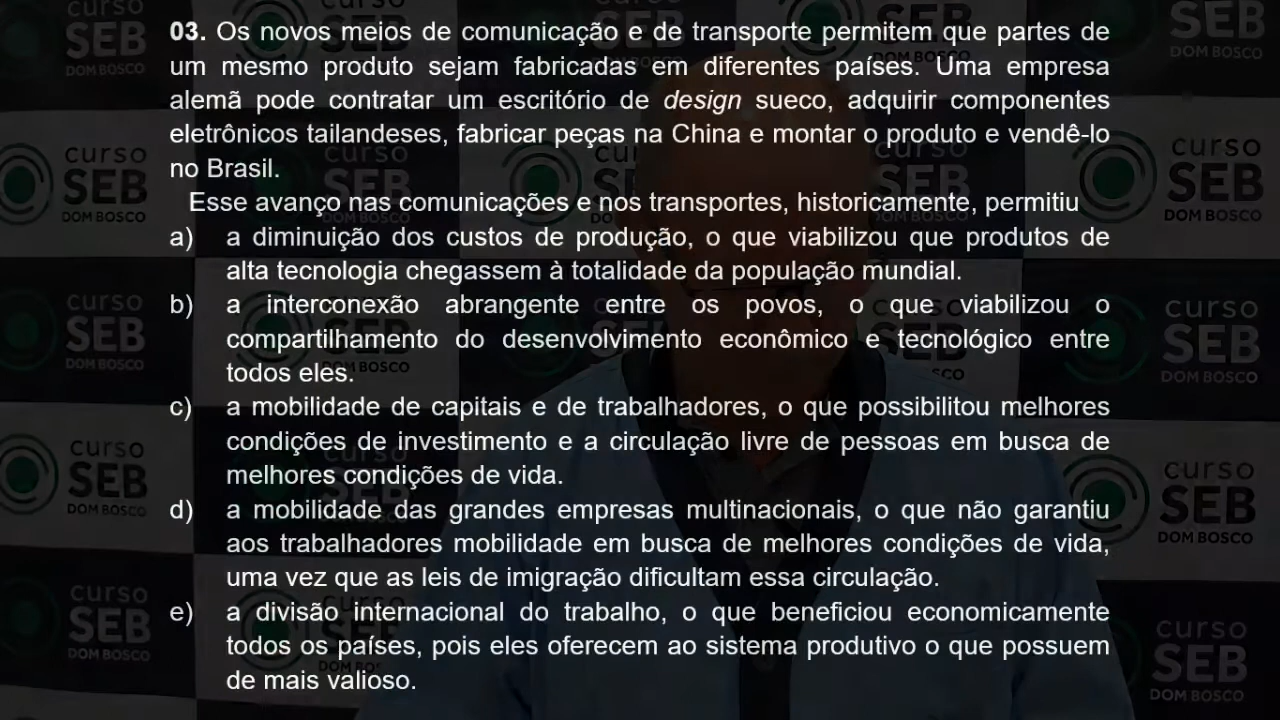 03. Os novos meios de comunicação e de transporte permitem que partes de
um mesmo produto sejam fabricadas em diferentes países. Uma empresa
alemã pode contratar um escritório de design sueco, adquirir componentes
eletrônicos tailandeses, fabricar peças na China e montar o produto e vendê-lo
no Brasil.
Esse avanço nas comunicações e nos transportes, historicamente, permitiu
a) a diminuição dos custos de produção, o que viabilizou que produtos de
alta tecnologia chegassem à totalidade da população mundial.
b) a interconexão abrangente entre os povos, o que viabilizou o
compartilhamento do desenvolvimento econômico e tecnológico entre
todos eles.
c) a mobilidade de capitais e de trabalhadores, o que possibilitou melhores
condições de investimento e a circulação livre de pessoas em busca de
melhores condições de vida.
d) a mobilidade das grandes empresas multinacionais, o que não garantiu
aos trabalhadores mobilidade em busca de melhores condições de vida,
uma vez que as leis de imigração dificultam essa circulação.
e) a divisão internacional do trabalho, o que beneficiou economicamente
todos os países, pois eles oferecem ao sistema produtivo o que possuem
de mais valioso.
curso
SEB
DOM BOSCO